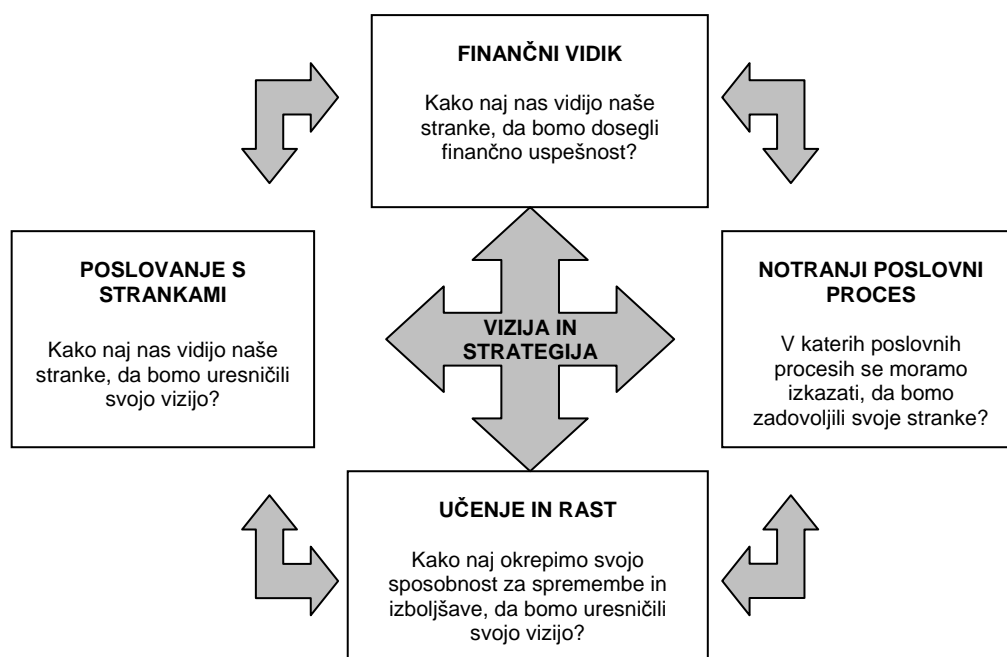 FINANČNI VIDIK
Kako naj nas vidijo naše
stranke, da bomo dosegli
finančno uspešnost?
POSLOVANJE S
STRANKAMI
Kako naj nas vidijo naše
stranke, da bomo uresničili
svojo vizijo?
VIZIJA IN
STRATEGIJA
NOTRANJI POSLOVNI
PROCES
V katerih poslovnih
procesih se moramo
izkazati, da bomo
zadovoljili svoje stranke?
UČENJE IN RAST
Kako naj okrepimo svojo
sposobnost za spremembe in
izboljšave, da bomo uresničili
svojo vizijo?